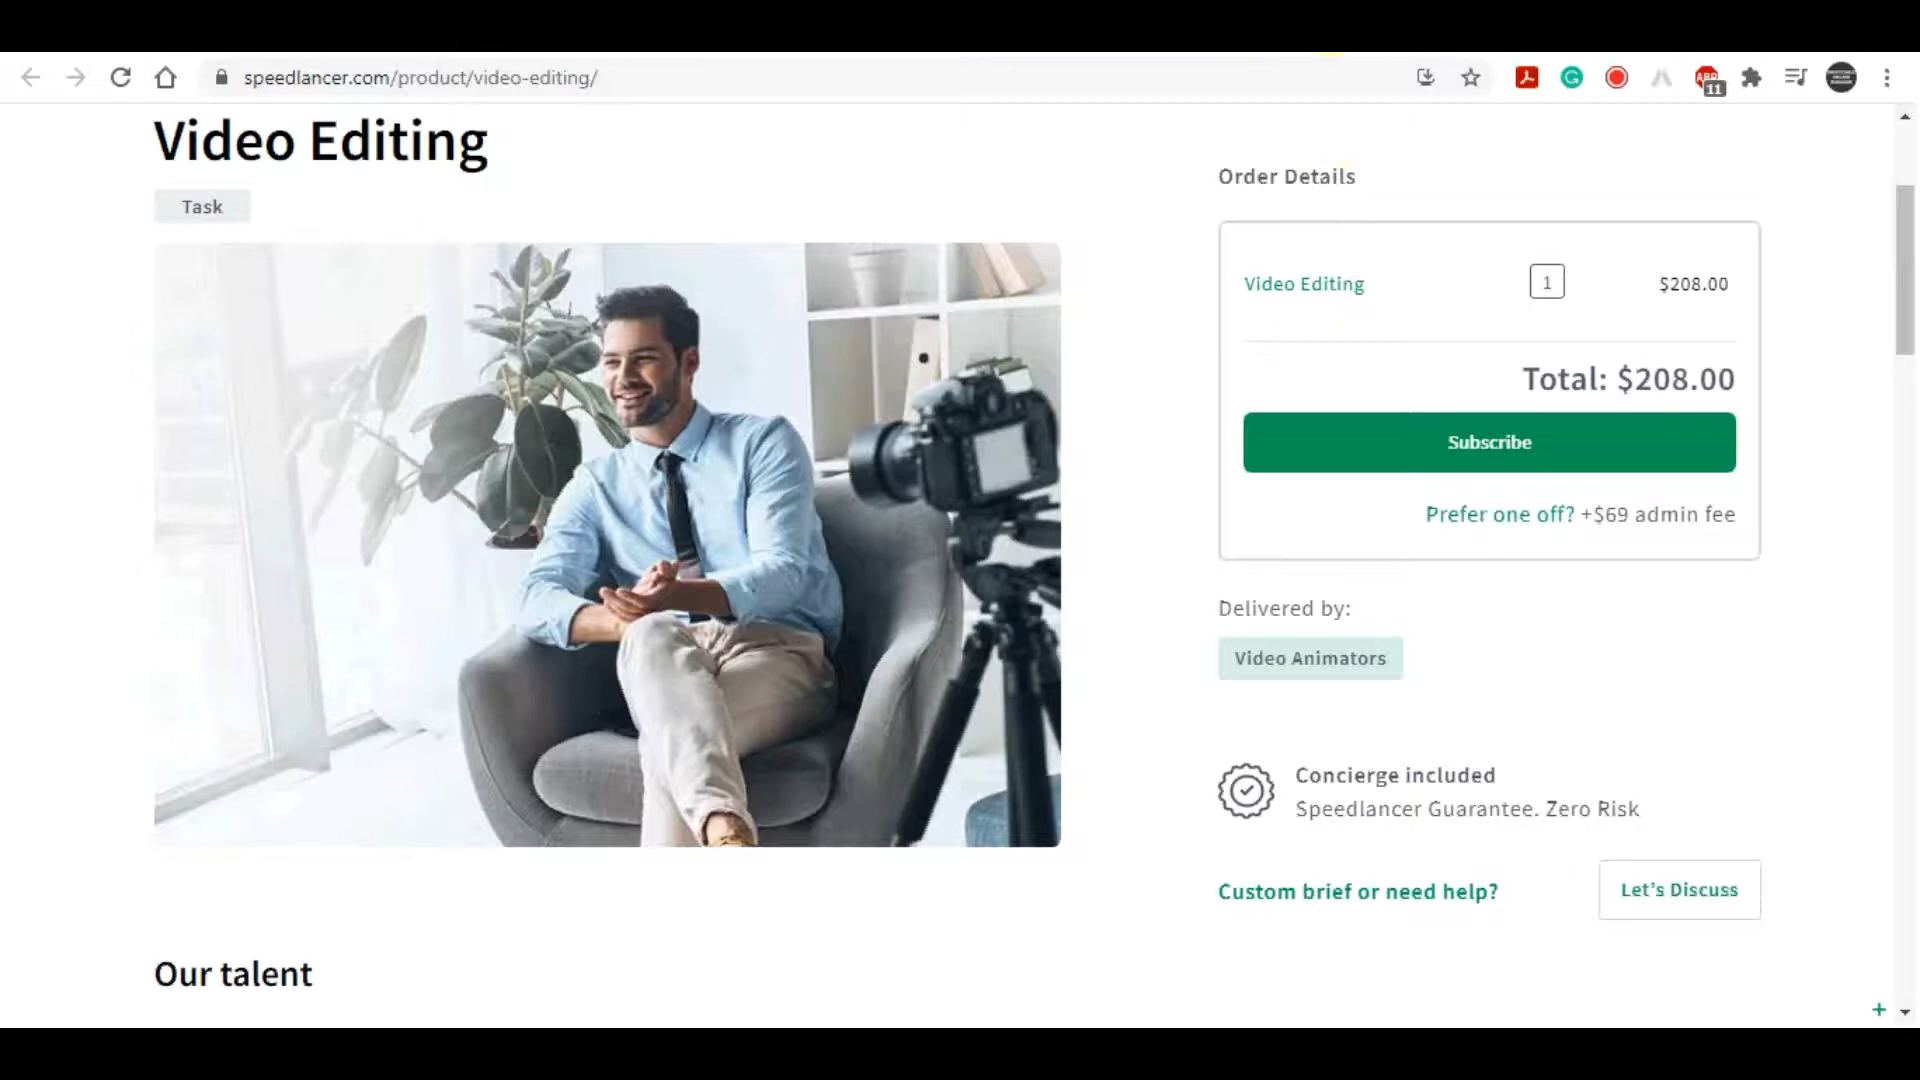 speedlancer.com/product/video-editing/
ABP
11
Video Editing
Task
Order Details
Video Editing 1 $208.00
Total: $208.00
Subscribe
Prefer one off? +$69 admin fee
Delivered by:
Video Animators
Concierge included
Speedlancer Guarantee. Zero Risk
Custom brief or need help? Let's Discuss
Our talent
+